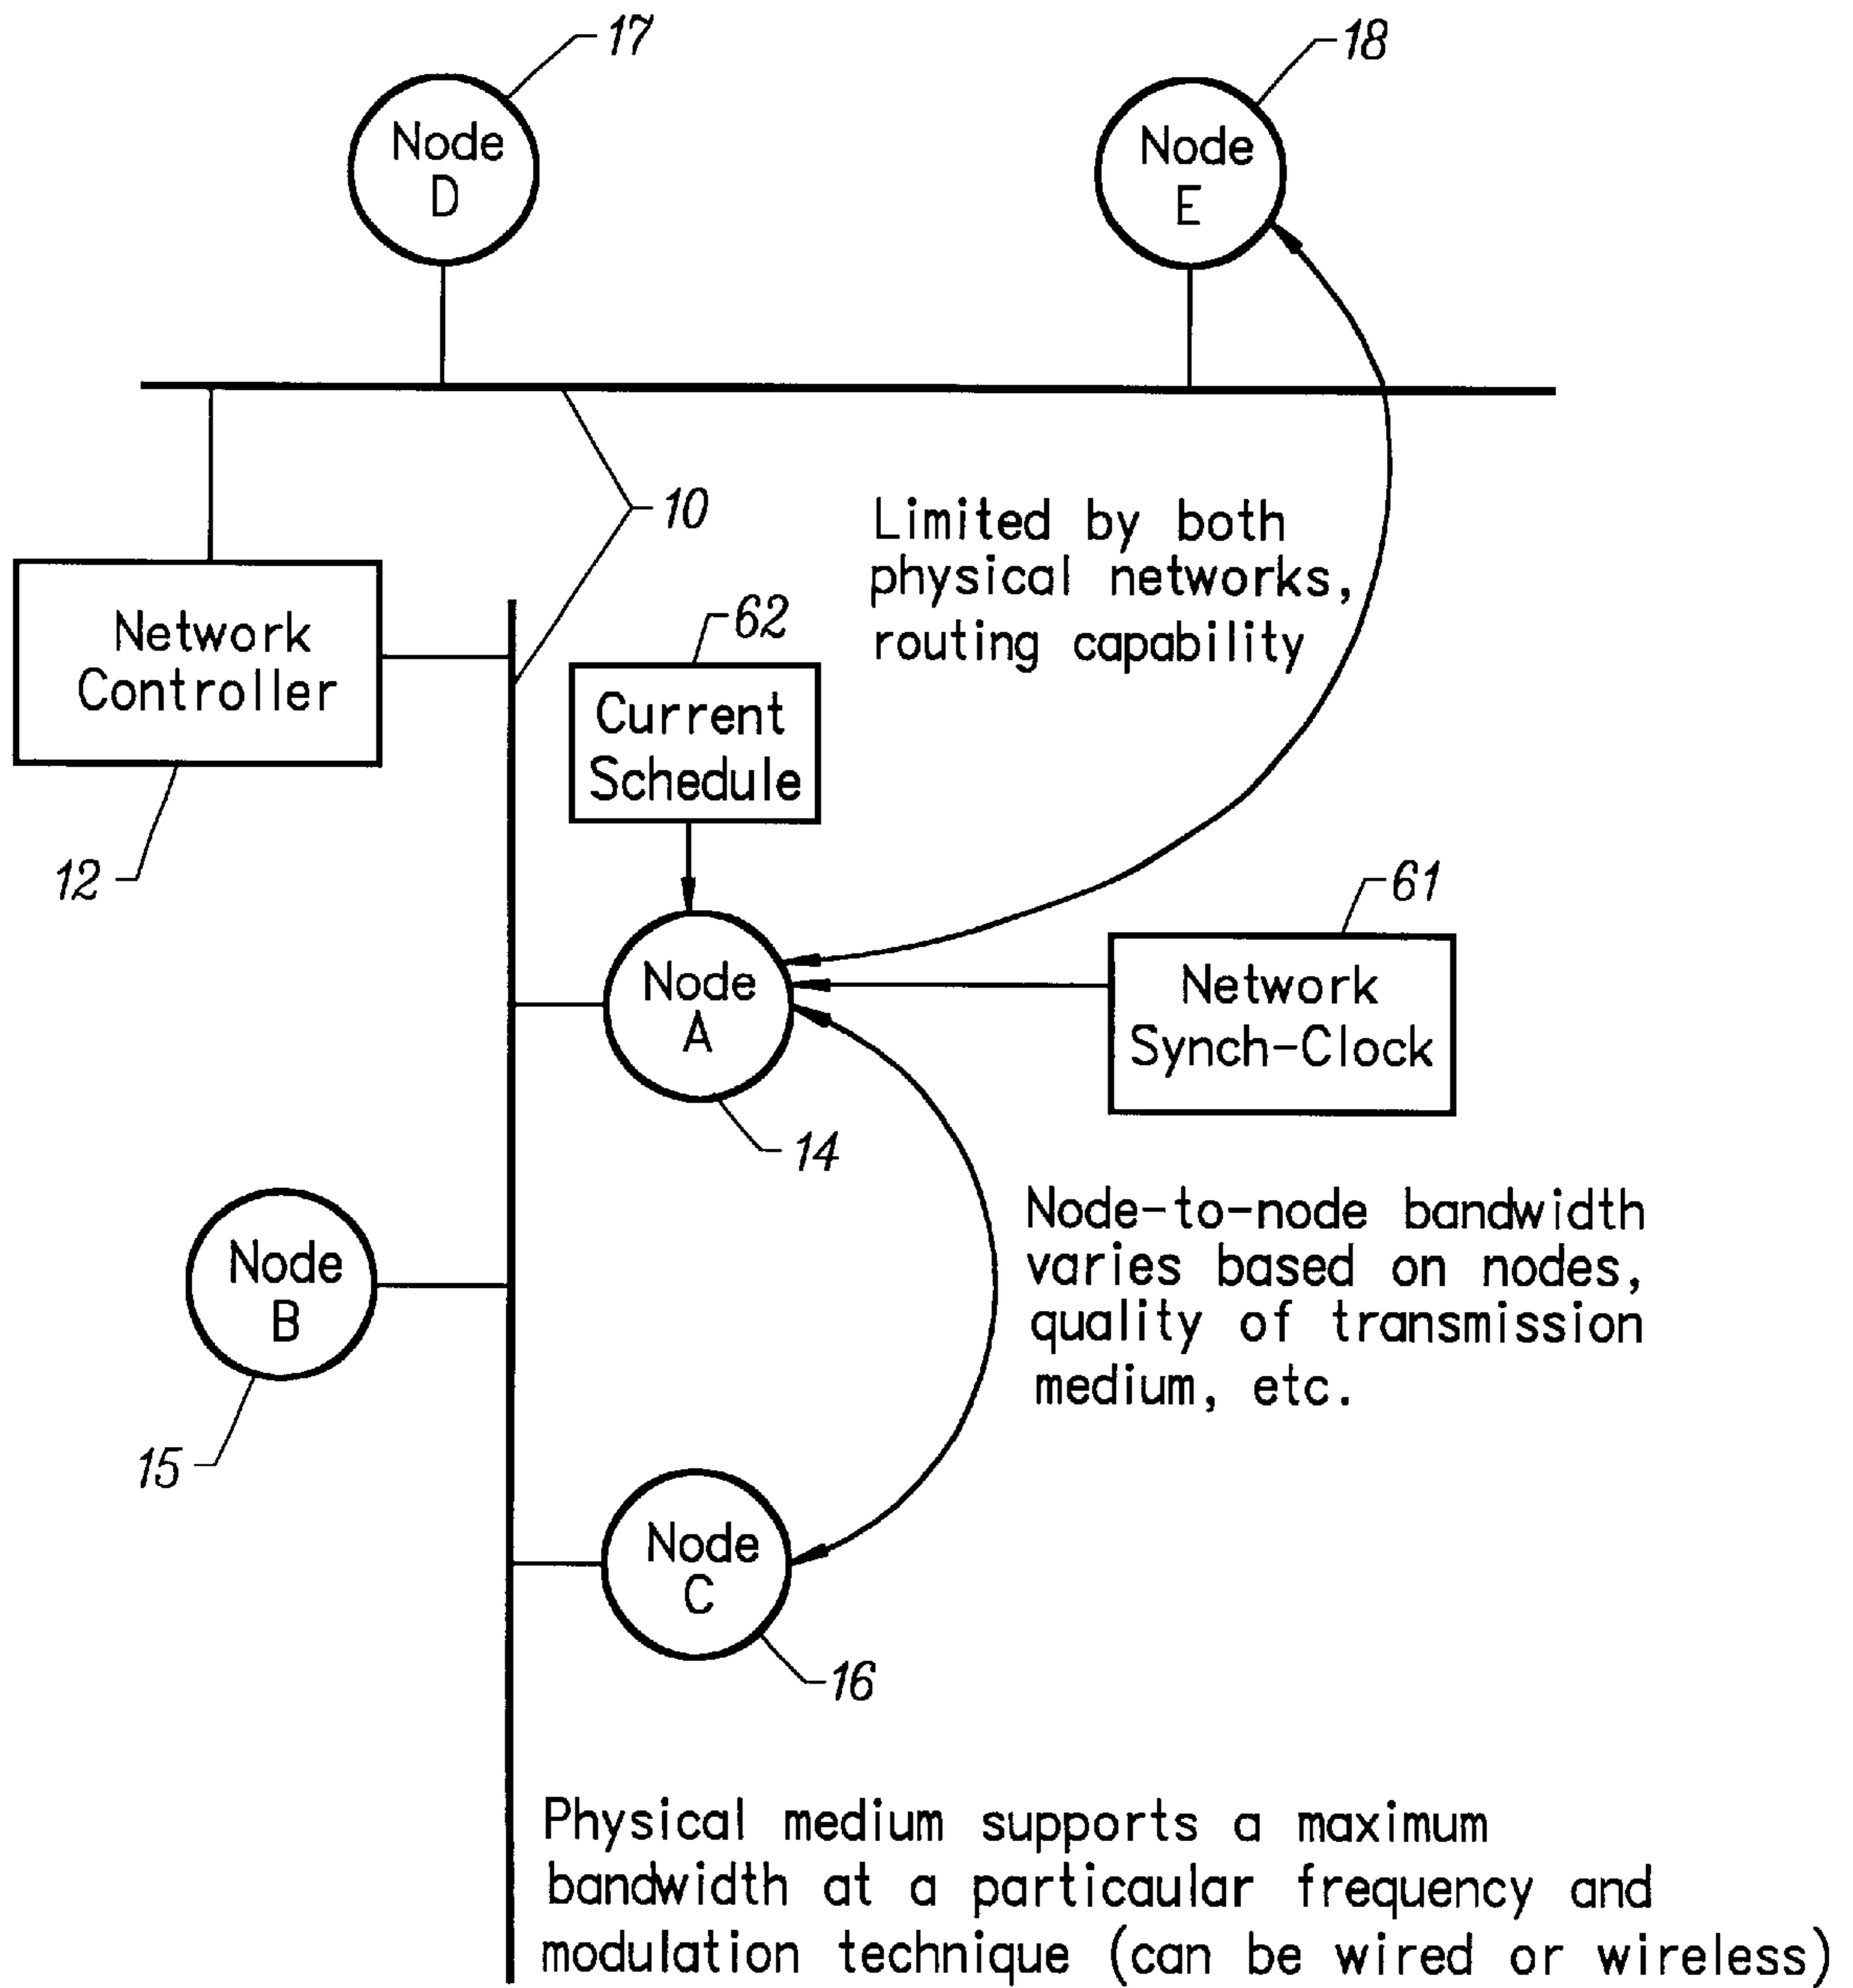 17
18
Node
D
Node
E
10
Limited by both
physical networks,
routing capability
62
Network
Controller
Current
Schedule
12
61
Node
A
Network
Synch-Clock
14
Node-to-node bandwidth
varies based on nodes,
quality of transmission
medium, etc.
Node
B
15
Node
C
16
Physical medium supports a maximum
bandwidth at a particaular frequency and
modulation technique (can be wired or wireless)